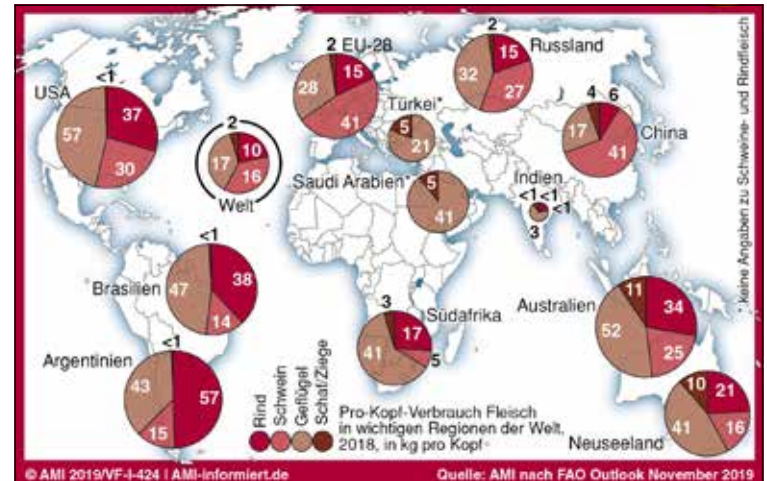 USA
<1
37
57
30
2
10
17
16
Welt
2
EU-28
28
15
41
2
15
Russland
32
27
Türkei*
5
21
4
6
17
China
41
Saudi Arabien*
5
41
Indien
<1
<1
<1
3
<1
38
Brasilien
47
14
<1
Argentinien
43
57
15
3
Südafrika
17
41
5
11
Australien
34
52
25
10
21
41
16
Neuseeland
Rind
Schwein
Geflügel
Schaf/Ziege
Pro-Kopf-Verbrauch Fleisch
in wichtigen Regionen der Welt,
2018, in kg pro Kopf
* keine Angaben zu Schweine- und Rindfleisch
© AMI 2019/VF-I-424 | AMI-informiert.de
Quelle: AMI nach FAO Outlook November 2019